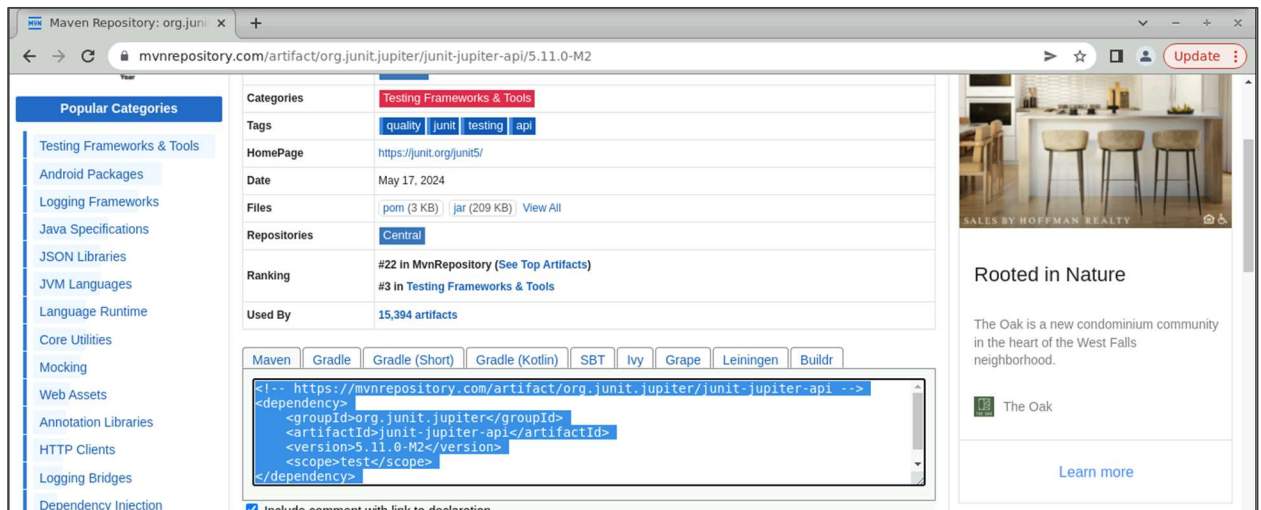 Maven Repository: org.juni
mvnrepository.com/artifact/org.junit.jupiter/junit-jupiter-api/5.11.0-M2
Update
Year
Popular Categories
Testing Frameworks & Tools
Android Packages
Logging Frameworks
Java Specifications
JSON Libraries
JVM Languages
Language Runtime
Core Utilities
Mocking
Web Assets
Annotation Libraries
HTTP Clients
Logging Bridges
Dependency Injection
Categories Testing Frameworks & Tools
Tags quality junit testing api
HomePage https://junit.org/junit5/
Date May 17, 2024
Files pom (3 KB) jar (209 KB) View All
Repositories Central
Ranking #22 in MvnRepository (See Top Artifacts)
#3 in Testing Frameworks & Tools
Used By 15,394 artifacts
Maven Gradle Gradle (Short) Gradle (Kotlin) SBT Ivy Grape Leiningen Buildr
<!-- https://mvnrepository.com/artifact/org.junit.jupiter/junit-jupiter-api -->
<dependency>
    <groupId>org.junit.jupiter</groupId>
    <artifactId>junit-jupiter-api</artifactId>
    <version>5.11.0-M2</version>
    <scope>test</scope>
</dependency>
Include comment with link to declaration
SALES BY HOFFMAN REALTY
Rooted in Nature
The Oak is a new condominium community
in the heart of the West Falls
neighborhood.
The Oak
Learn more